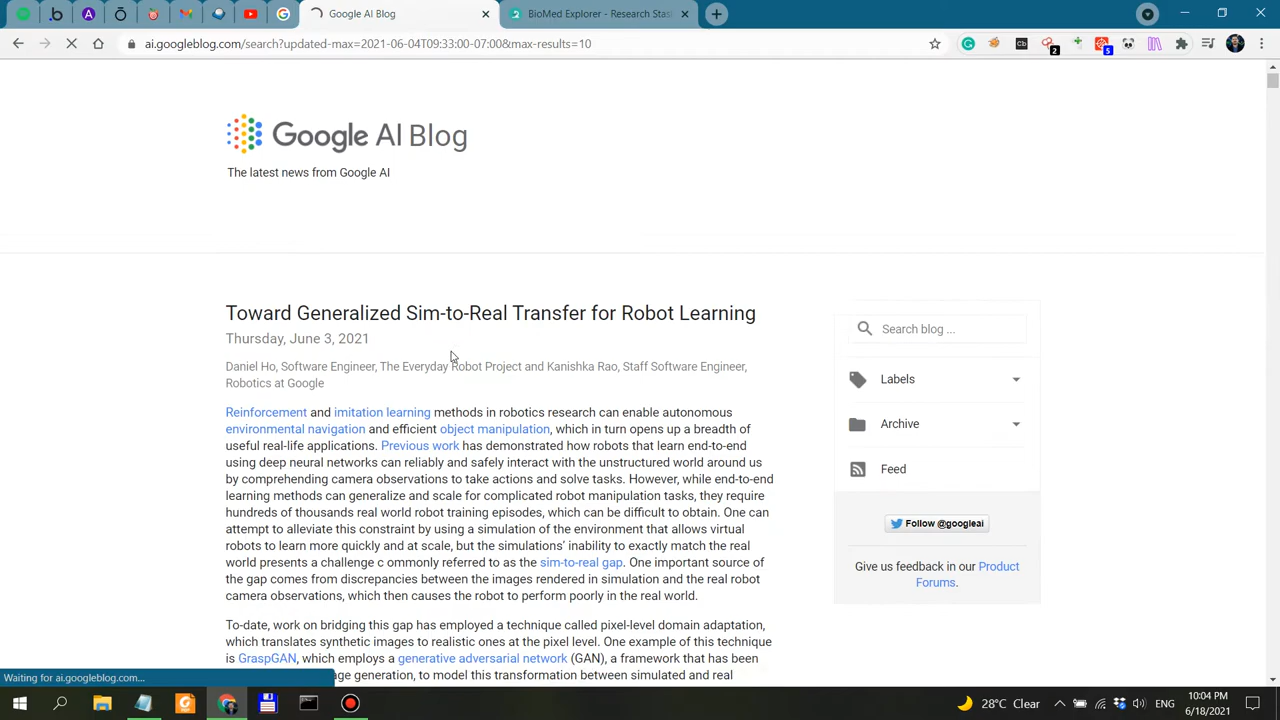 Google AI Blog
BioMed Explorer - Research Stas
ai.googleblog.com/search?updated-max=2021-06-04T09:33:00-07:00&max-results=10
Google AI Blog
The latest news from Google AI
Toward Generalized Sim-to-Real Transfer for Robot Learning
Thursday, June 3, 2021
Daniel Ho, Software Engineer, The Everyday Robot Project and Kanishka Rao, Staff Software Engineer,
Robotics at Google
Reinforcement and imitation learning methods in robotics research can enable autonomous
environmental navigation and efficient object manipulation, which in turn opens up a breadth of
useful real-life applications. Previous work has demonstrated how robots that learn end-to-end
using deep neural networks can reliably and safely interact with the unstructured world around us
by comprehending camera observations to take actions and solve tasks. However, while end-to-end
learning methods can generalize and scale for complicated robot manipulation tasks, they require
hundreds of thousands real world robot training episodes, which can be difficult to obtain. One can
attempt to alleviate this constraint by using a simulation of the environment that allows virtual
robots to learn more quickly and at scale, but the simulations' inability to exactly match the real
world presents a challenge c ommonly referred to as the sim-to-real gap. One important source of
the gap comes from discrepancies between the images rendered in simulation and the real robot
camera observations, which then causes the robot to perform poorly in the real world.
To-date, work on bridging this gap has employed a technique called pixel-level domain adaptation,
which translates synthetic images to realistic ones at the pixel level. One example of this technique
is GraspGAN, which employs a generative adversarial network (GAN), a framework that has been
generation, to model this transformation between simulated and real
Search blog ...
Labels
Archive
Feed
Follow @googleai
Give us feedback in our Product
Forums.
Waiting for ai.googleblog.com...
2
5
Cb
28°C Clear
ENG
10:04 PM
6/18/2021